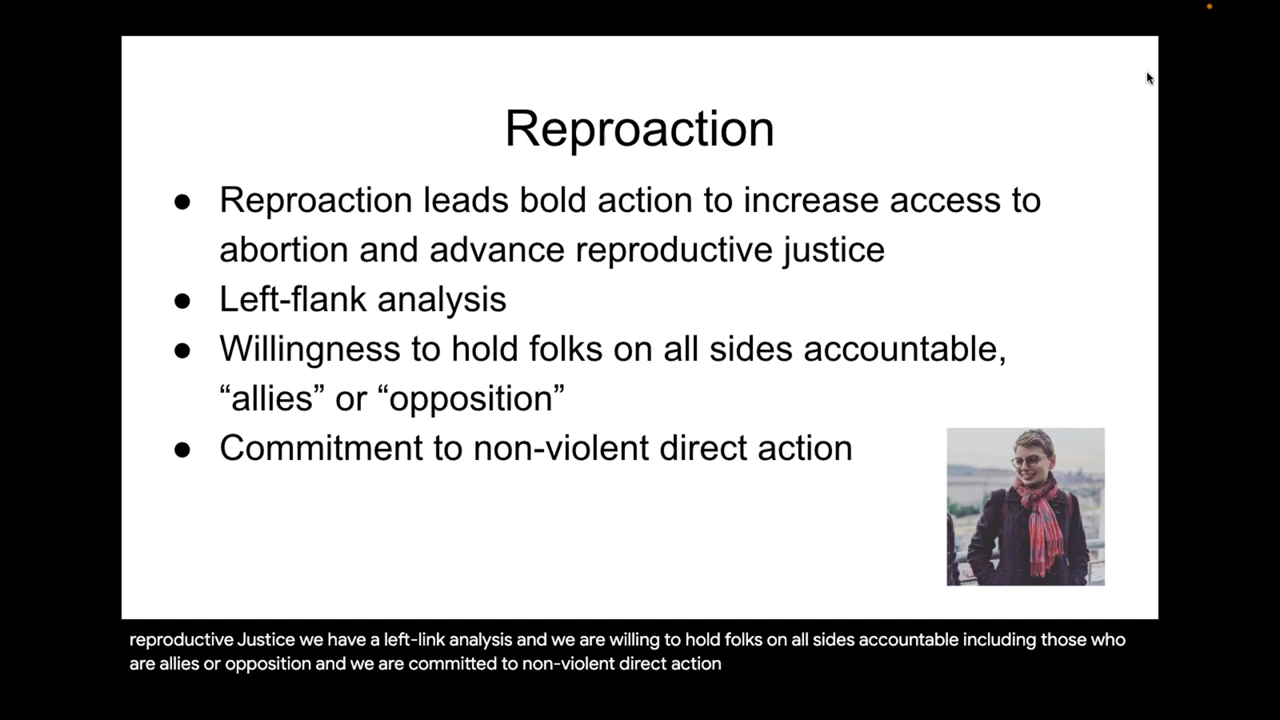 Reproaction
● Reproaction leads bold action to increase access to
abortion and advance reproductive justice
● Left-flank analysis
● Willingness to hold folks on all sides accountable,
“allies” or “opposition”
● Commitment to non-violent direct action
reproductive Justice we have a left-link analysis and we are willing to hold folks on all sides accountable including those who
are allies or opposition and we are committed to non-violent direct action